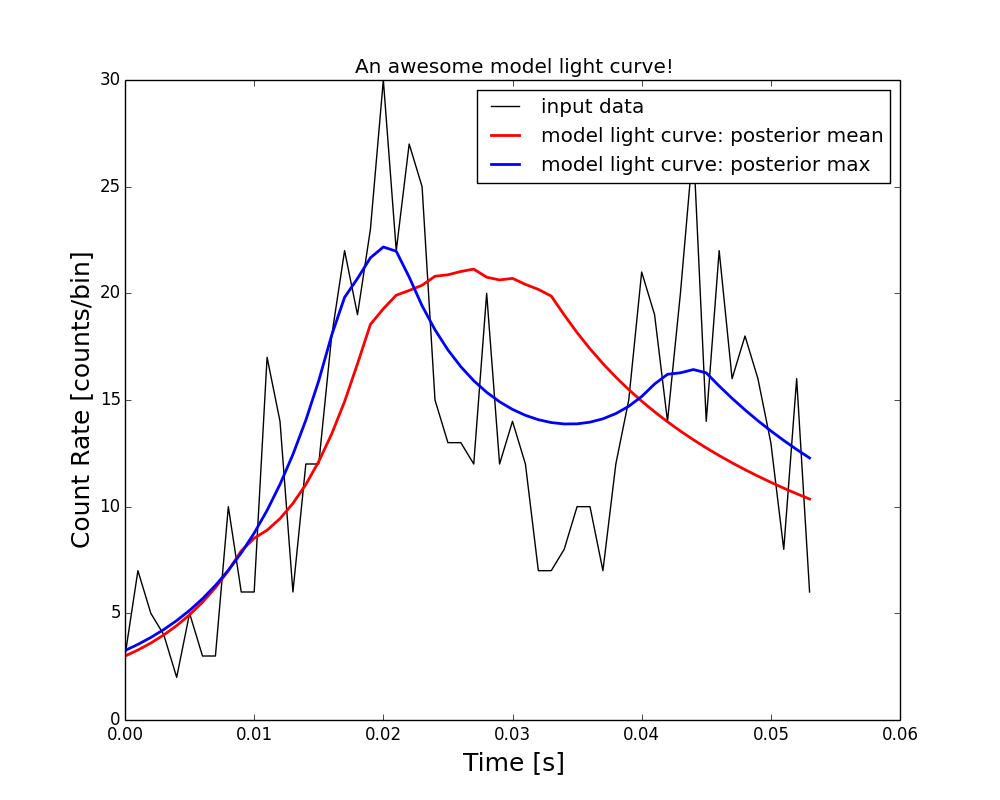 An awesome model light curve!
input data
model light curve: posterior mean
model light curve: posterior max
Count Rate [counts/bin]
30
25
20
15
10
5
0
0.00 0.01 0.02 0.03 0.04 0.05 0.06
Time [s]